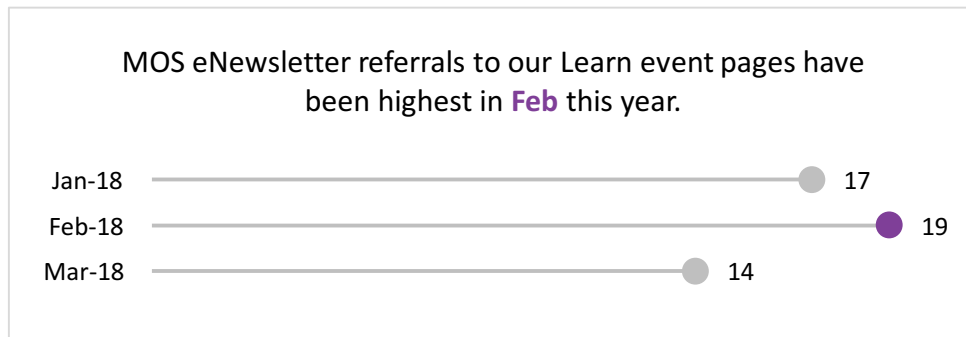 MOS eNewsletter referrals to our Learn event pages have
been highest in Feb this year.
Jan-18 17
Feb-18 19
Mar-18 14